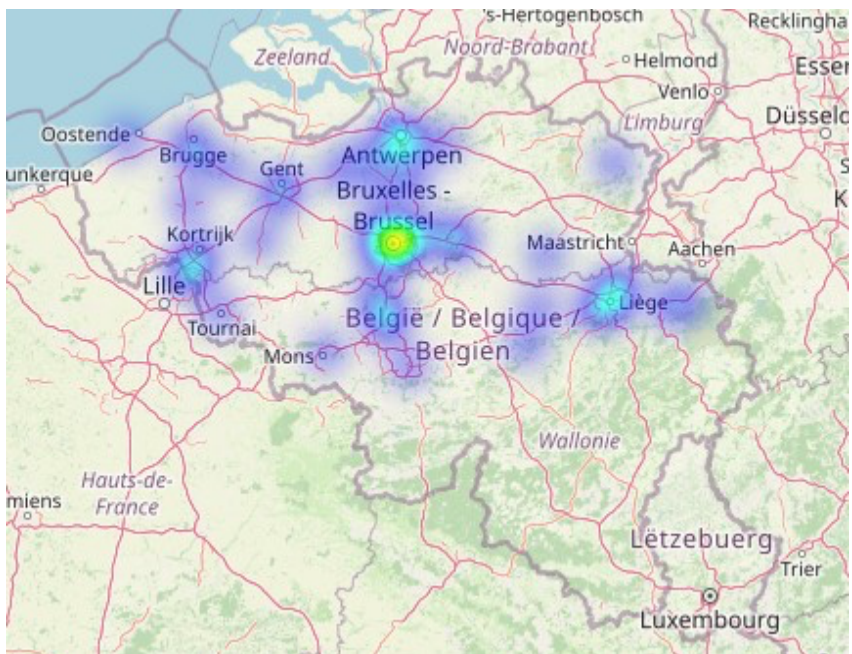 's-Hertogenbosch
Recklingha
Zeeland
Noord-Brabant
Helmond
Essen
Venlo
Düsseld
Oostende
Limburg
Brugge
Antwerpen
Gent
unkerque
Bruxelles -
Brussel
K
Kortrijk
Maastricht
Aachen
Lille
Liège
Tournai
België / Belgique /
Belgien
Mons
Wallonie
Hauts-de-
France
miens
Lëtzebuerg
Trier
Luxembourg